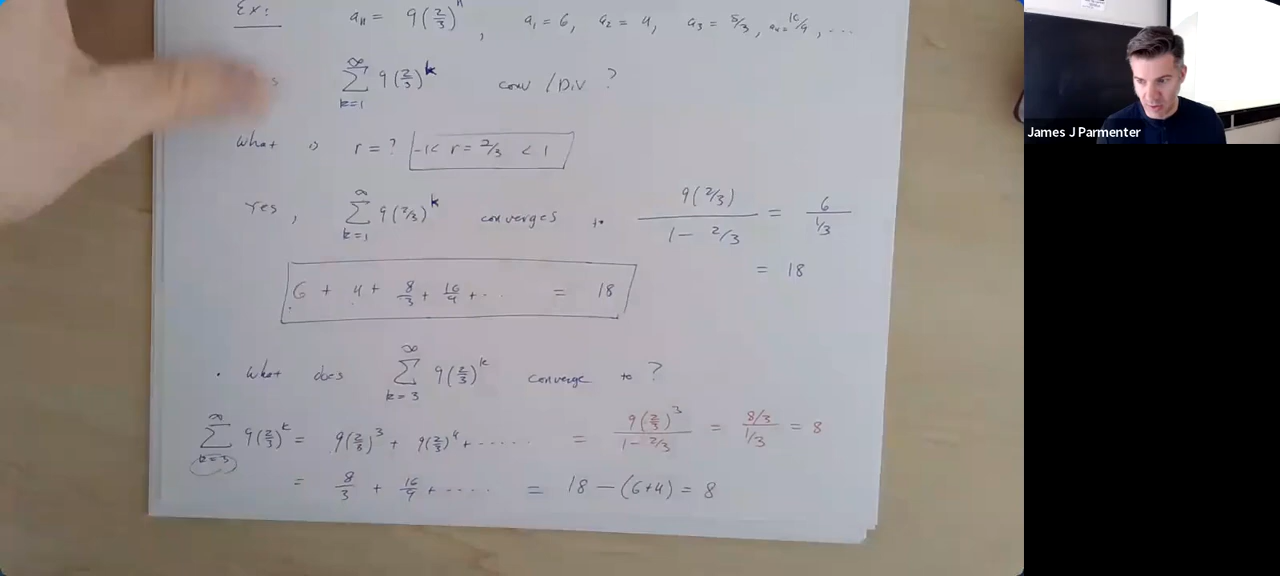 Ex: aₙ = 9(2/3)ⁿ, a₁ = 6, a₂ = 4, a₃ = 8/3, a₄ = 16/9, ...
∞ Σ k=1 9(2/3)^k conv / Div ?
What is r = ? -1 < r = 2/3 < 1
Yes, ∞ Σ k=1 9(2/3)^k converges to 9(2/3) / 1 - 2/3 = 6 / 1/3
= 18
6 + 4 + 8/3 + 16/9 + ... = 18
• What does ∞ Σ k=3 9(2/3)^k converge to ?
∞ Σ k=3 9(2/3)^k = 9(2/3)³ + 9(2/3)⁴ + ...... = 9(2/3)³ / 1 - 2/3 = 8/3 / 1/3 = 8
= 8/3 + 16/9 + .... = 18 - (6+4) = 8
James J Parmenter